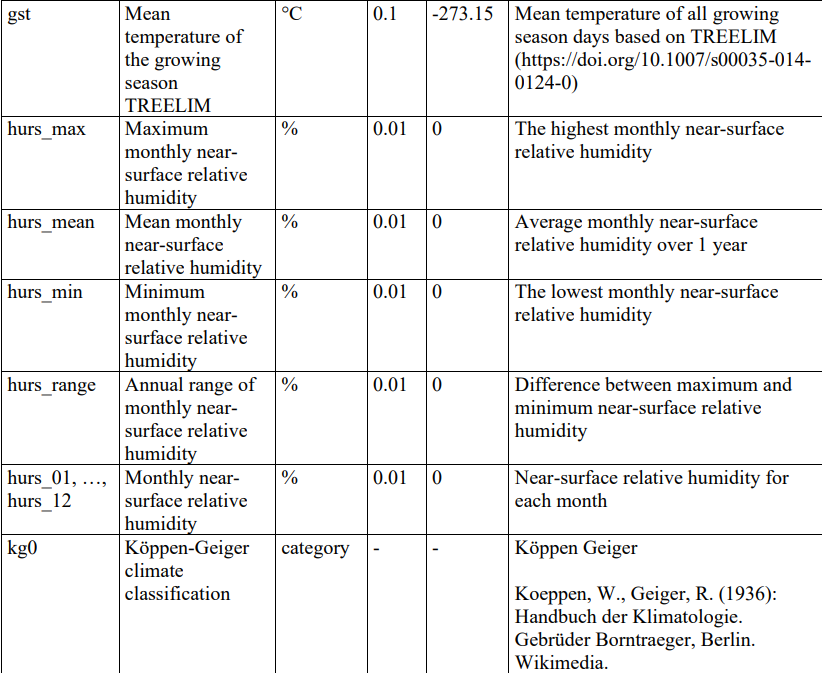 gst Mean °C 0.1 -273.15 Mean temperature of all growing
temperature of season days based on TREELIM
the growing (https://doi.org/10.1007/s00035-014-
season 0124-0)
TREELIM
hurs_max Maximum % 0.01 0 The highest monthly near-surface
monthly near- relative humidity
surface relative
humidity
hurs_mean Mean monthly % 0.01 0 Average monthly near-surface
near-surface relative humidity over 1 year
relative humidity
hurs_min Minimum % 0.01 0 The lowest monthly near-surface
monthly near- relative humidity
surface relative
humidity
hurs_range Annual range of % 0.01 0 Difference between maximum and
monthly near- minimum near-surface relative
surface relative humidity
humidity
hurs_01, …, Monthly near- % 0.01 0 Near-surface relative humidity for
hurs_12 surface relative each month
humidity
kg0 Köppen-Geiger category - - Köppen Geiger
climate
classification Koeppen, W., Geiger, R. (1936):
Handbuch der Klimatologie.
Gebrüder Borntraeger, Berlin.
Wikimedia.